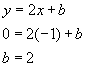 y = 2x + b
0 = 2(−1) + b
b = 2